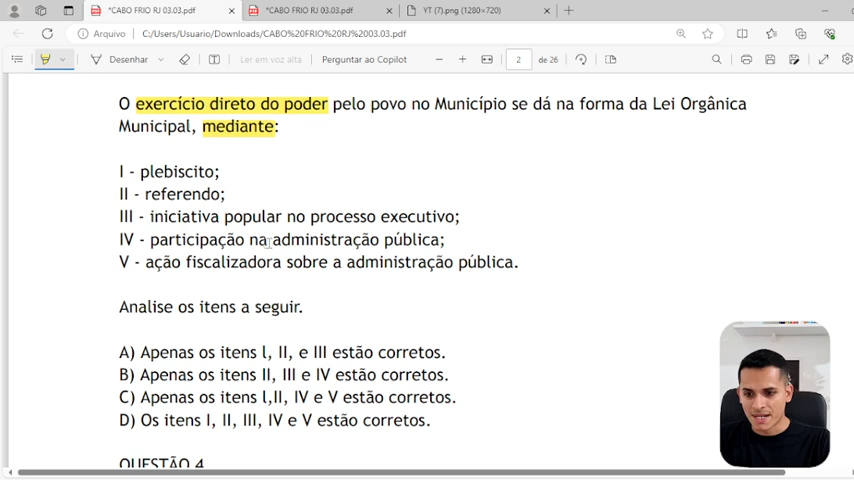 *CABO FRIO RJ 03.03.pdf
*CABO FRIO RJ 03.03.pdf
YT (7).png (1280×720)
Arquivo
C:/Users/Usuario/Downloads/CABO%20FRIO%20RJ%2003.03.pdf
Desenhar
Ler em voz alta
Perguntar ao Copilot
2
de 26
O exercício direto do poder pelo povo no Município se dá na forma da Lei Orgânica
Municipal, mediante:
I - plebiscito;
II - referendo;
III - iniciativa popular no processo executivo;
IV - participação na administração pública;
V - ação fiscalizadora sobre a administração pública.
Analise os itens a seguir.
A) Apenas os itens l, II, e III estão corretos.
B) Apenas os itens II, III e IV estão corretos.
C) Apenas os itens l,II, IV e V estão corretos.
D) Os itens I, II, III, IV e V estão corretos.
QUESTÃO 4